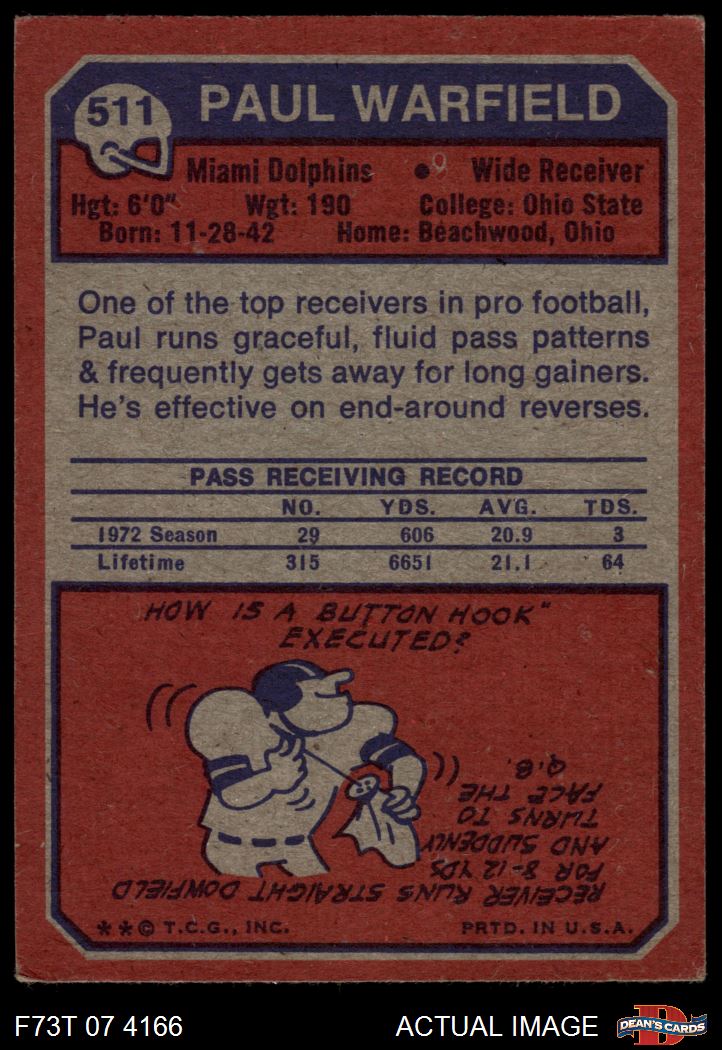 511
PAUL WARFIELD
Miami Dolphins • Wide Receiver
Hgt: 6'0" Wgt: 190 College: Ohio State
Born: 11-28-42 Home: Beachwood, Ohio
One of the top receivers in pro football,
Paul runs graceful, fluid pass patterns
& frequently gets away for long gainers.
He's effective on end-around reverses.
PASS RECEIVING RECORD
NO. YDS. AVG. TDS.
1972 Season 29 606 20.9 3
Lifetime 315 6651 21.1 64
HOW IS A BUTTON HOOK"
EXECUTED?
RECEIVER RUNS STRAIGHT DOWFIELD
FOR 8-12 YDS
AND SUDDENLY
TURNS TO
FACE THE
Q.B.
**© T.C.G., INC. PRTD. IN U.S.A.
F73T 07 4166 ACTUAL IMAGE
D
DEAN'S CARDS